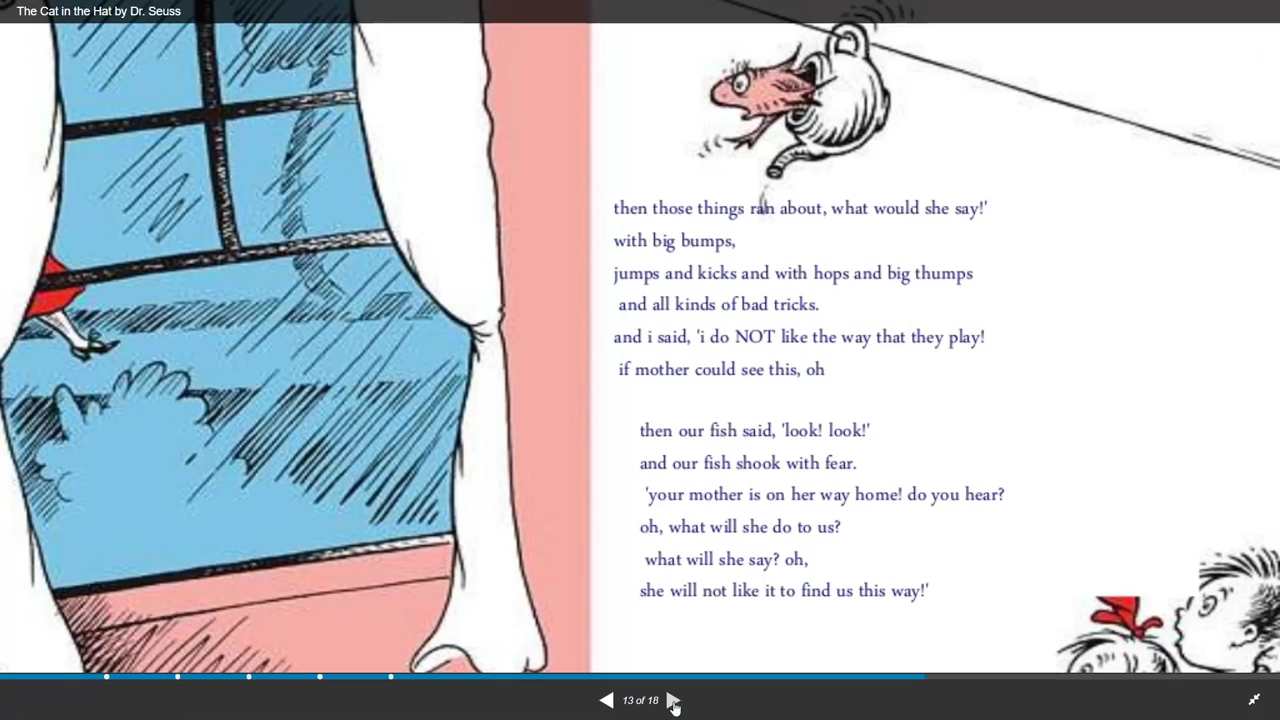 The Cat in the Hat by Dr. Seuss
then those things ran about, what would she say!'
with big bumps,
jumps and kicks and with hops and big thumps
and all kinds of bad tricks.
and i said, 'i do NOT like the way that they play!
if mother could see this, oh
then our fish said, 'look! look!'
and our fish shook with fear.
'your mother is on her way home! do you hear?
oh, what will she do to us?
what will she say? oh,
she will not like it to find us this way!'
13 of 18